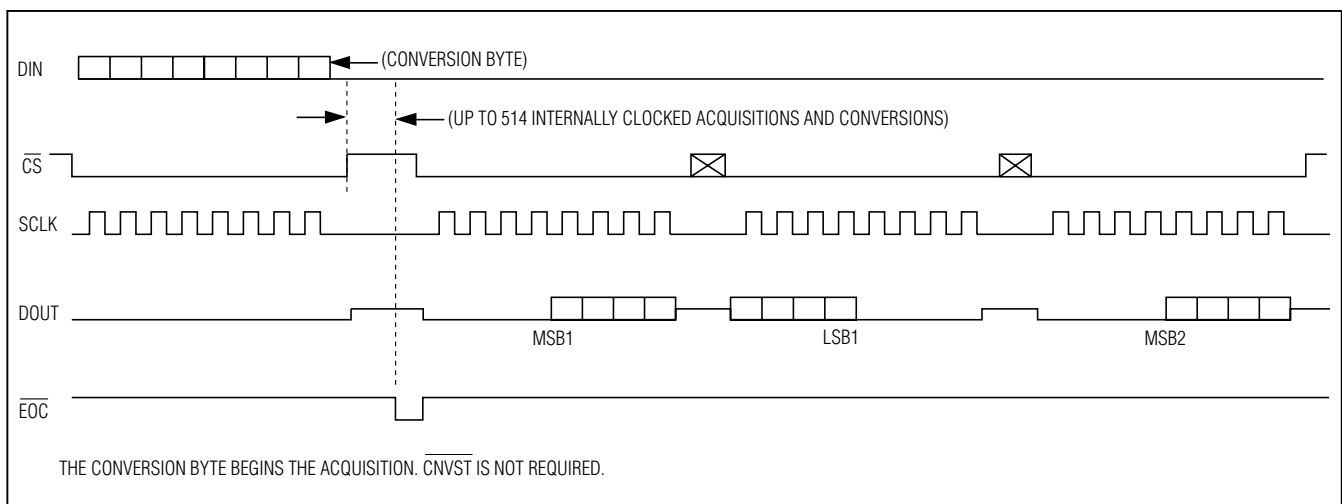 DIN
(CONVERSION BYTE)
(UP TO 514 INTERNALLY CLOCKED ACQUISITIONS AND CONVERSIONS)
CS
SCLK
DOUT
MSB1
LSB1
MSB2
EOC
THE CONVERSION BYTE BEGINS THE ACQUISITION. CNVST IS NOT REQUIRED.